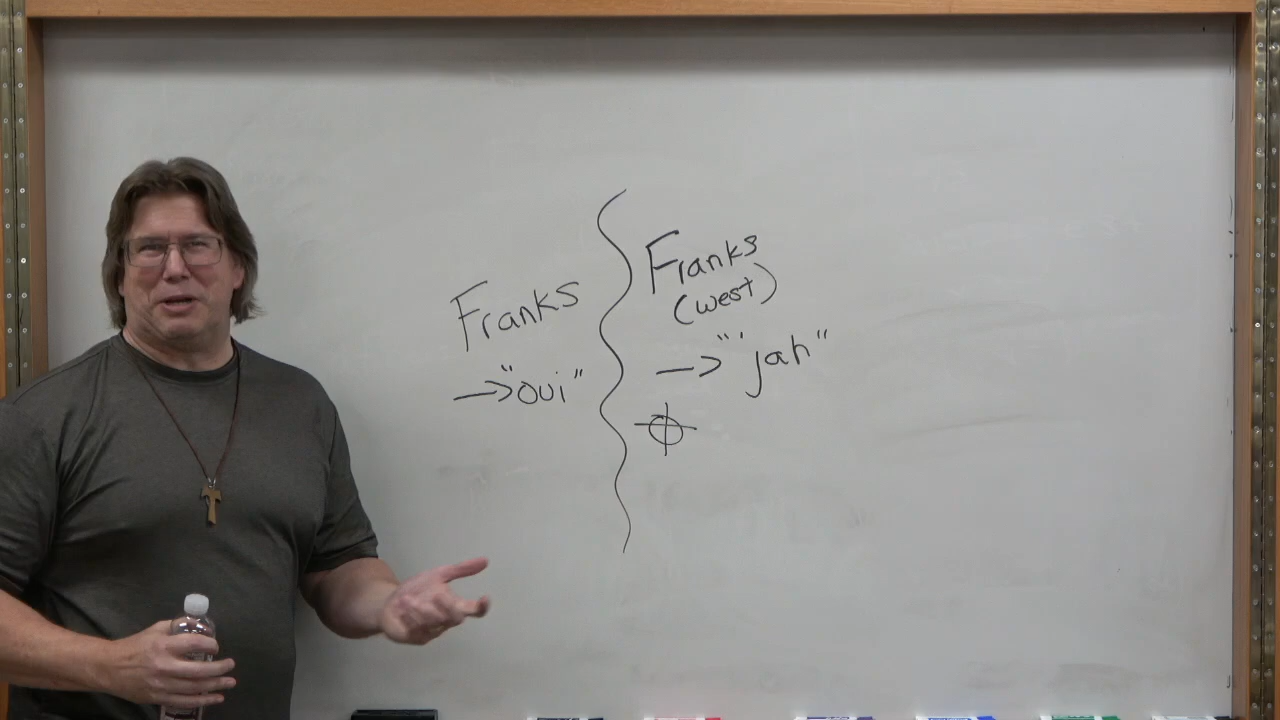 Franks
→"oui"
Franks
(west)
→"'jah"